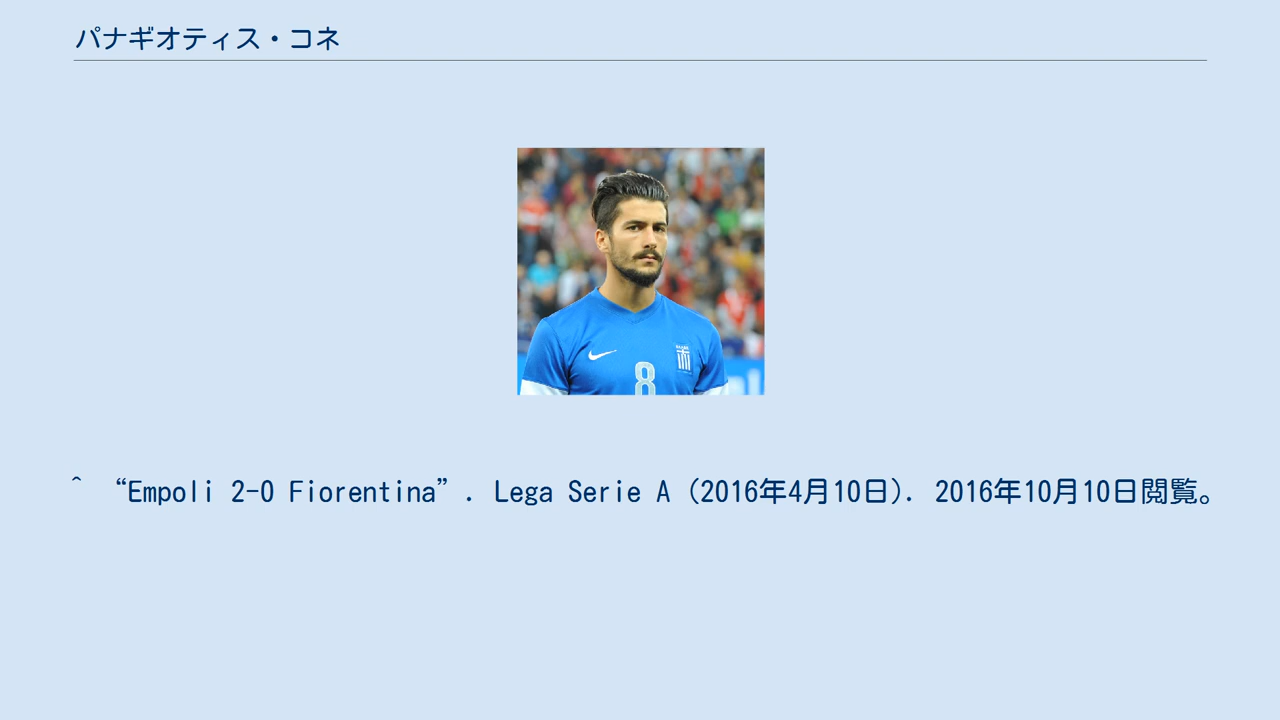 パナギオティス・コネ
8
^ “Empoli 2-0 Fiorentina”. Lega Serie A (2016年4月10日). 2016年10月10日閲覧。